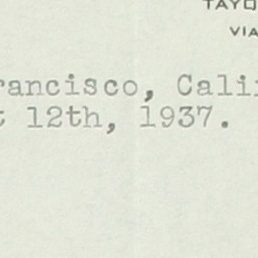 TAYO
VIA
rancisco, Cali
t 12th, 1937.